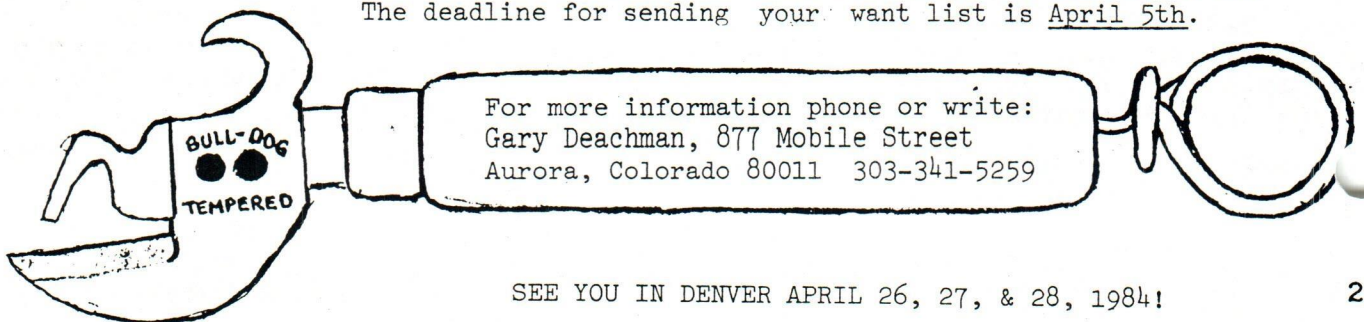 The deadline for sending your want list is April 5th.
BULL-DOG
TEMPERED
For more information phone or write:
Gary Deachman, 877 Mobile Street
Aurora, Colorado 80011 303-341-5259
SEE YOU IN DENVER APRIL 26, 27, & 28, 1984!
2